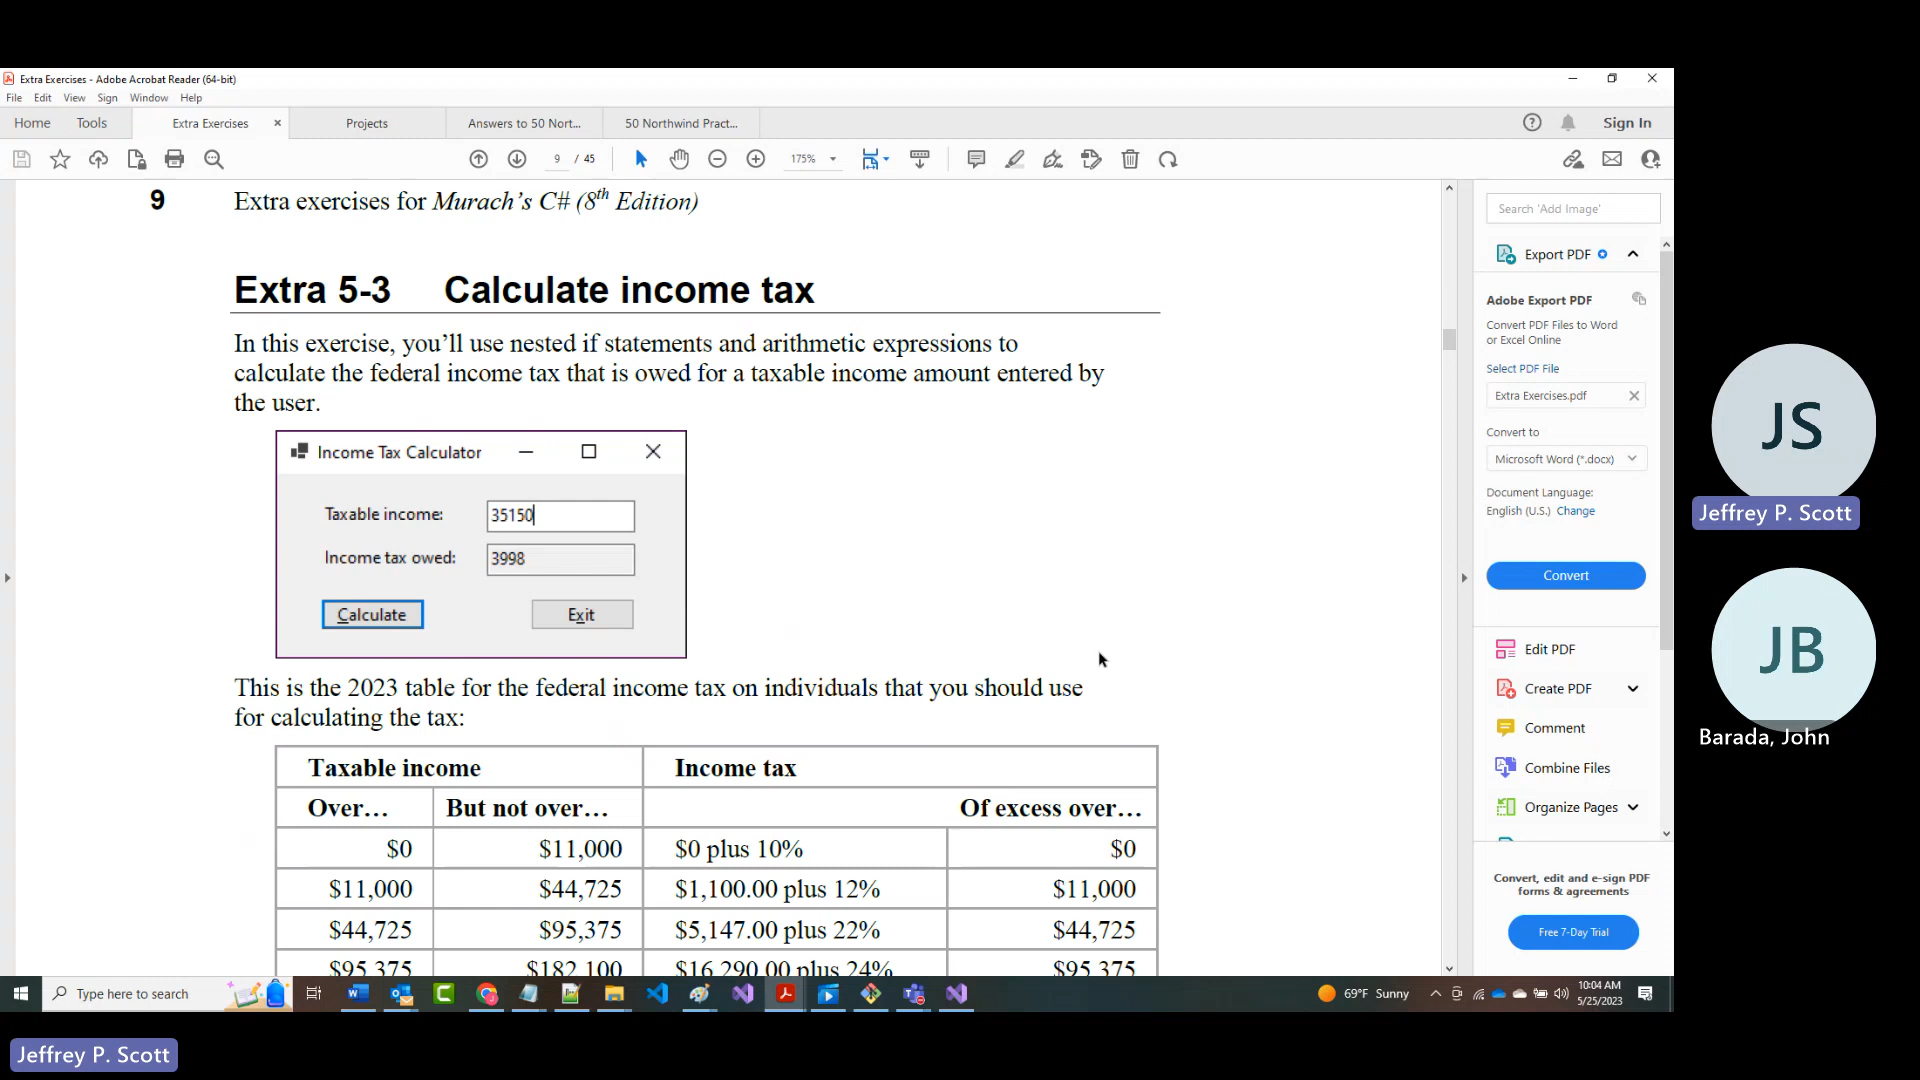 Extra Exercises - Adobe Acrobat Reader (64-bit)
File Edit View Sign Window Help
Home Tools Extra Exercises Projects Answers to 50 Nort... 50 Northwind Pract... Sign In
9 / 45 175%
9 Extra exercises for Murach's C# (8th Edition)
Extra 5-3 Calculate income tax
In this exercise, you'll use nested if statements and arithmetic expressions to
calculate the federal income tax that is owed for a taxable income amount entered by
the user.
Income Tax Calculator
Taxable income: 35150
Income tax owed: 3998
Calculate Exit
This is the 2023 table for the federal income tax on individuals that you should use
for calculating the tax:
Taxable income Income tax
Over… But not over… Of excess over…
$0 $11,000 $0 plus 10% $0
$11,000 $44,725 $1,100.00 plus 12% $11,000
$44,725 $95,375 $5,147.00 plus 22% $44,725
$95,375 $182,100 $16,290.00 plus 24% $95,375
Search 'Add Image'
Export PDF
Adobe Export PDF
Convert PDF Files to Word
or Excel Online
Select PDF File
Extra Exercises.pdf
Convert to
Microsoft Word (*.docx)
Document Language:
English (U.S.) Change
Convert
Edit PDF
Create PDF
Comment
Combine Files
Organize Pages
Convert, edit and e-sign PDF
forms & agreements
Free 7-Day Trial
JS
Jeffrey P. Scott
JB
Barada, John
Type here to search
69°F Sunny
10:04 AM
5/25/2023
Jeffrey P. Scott